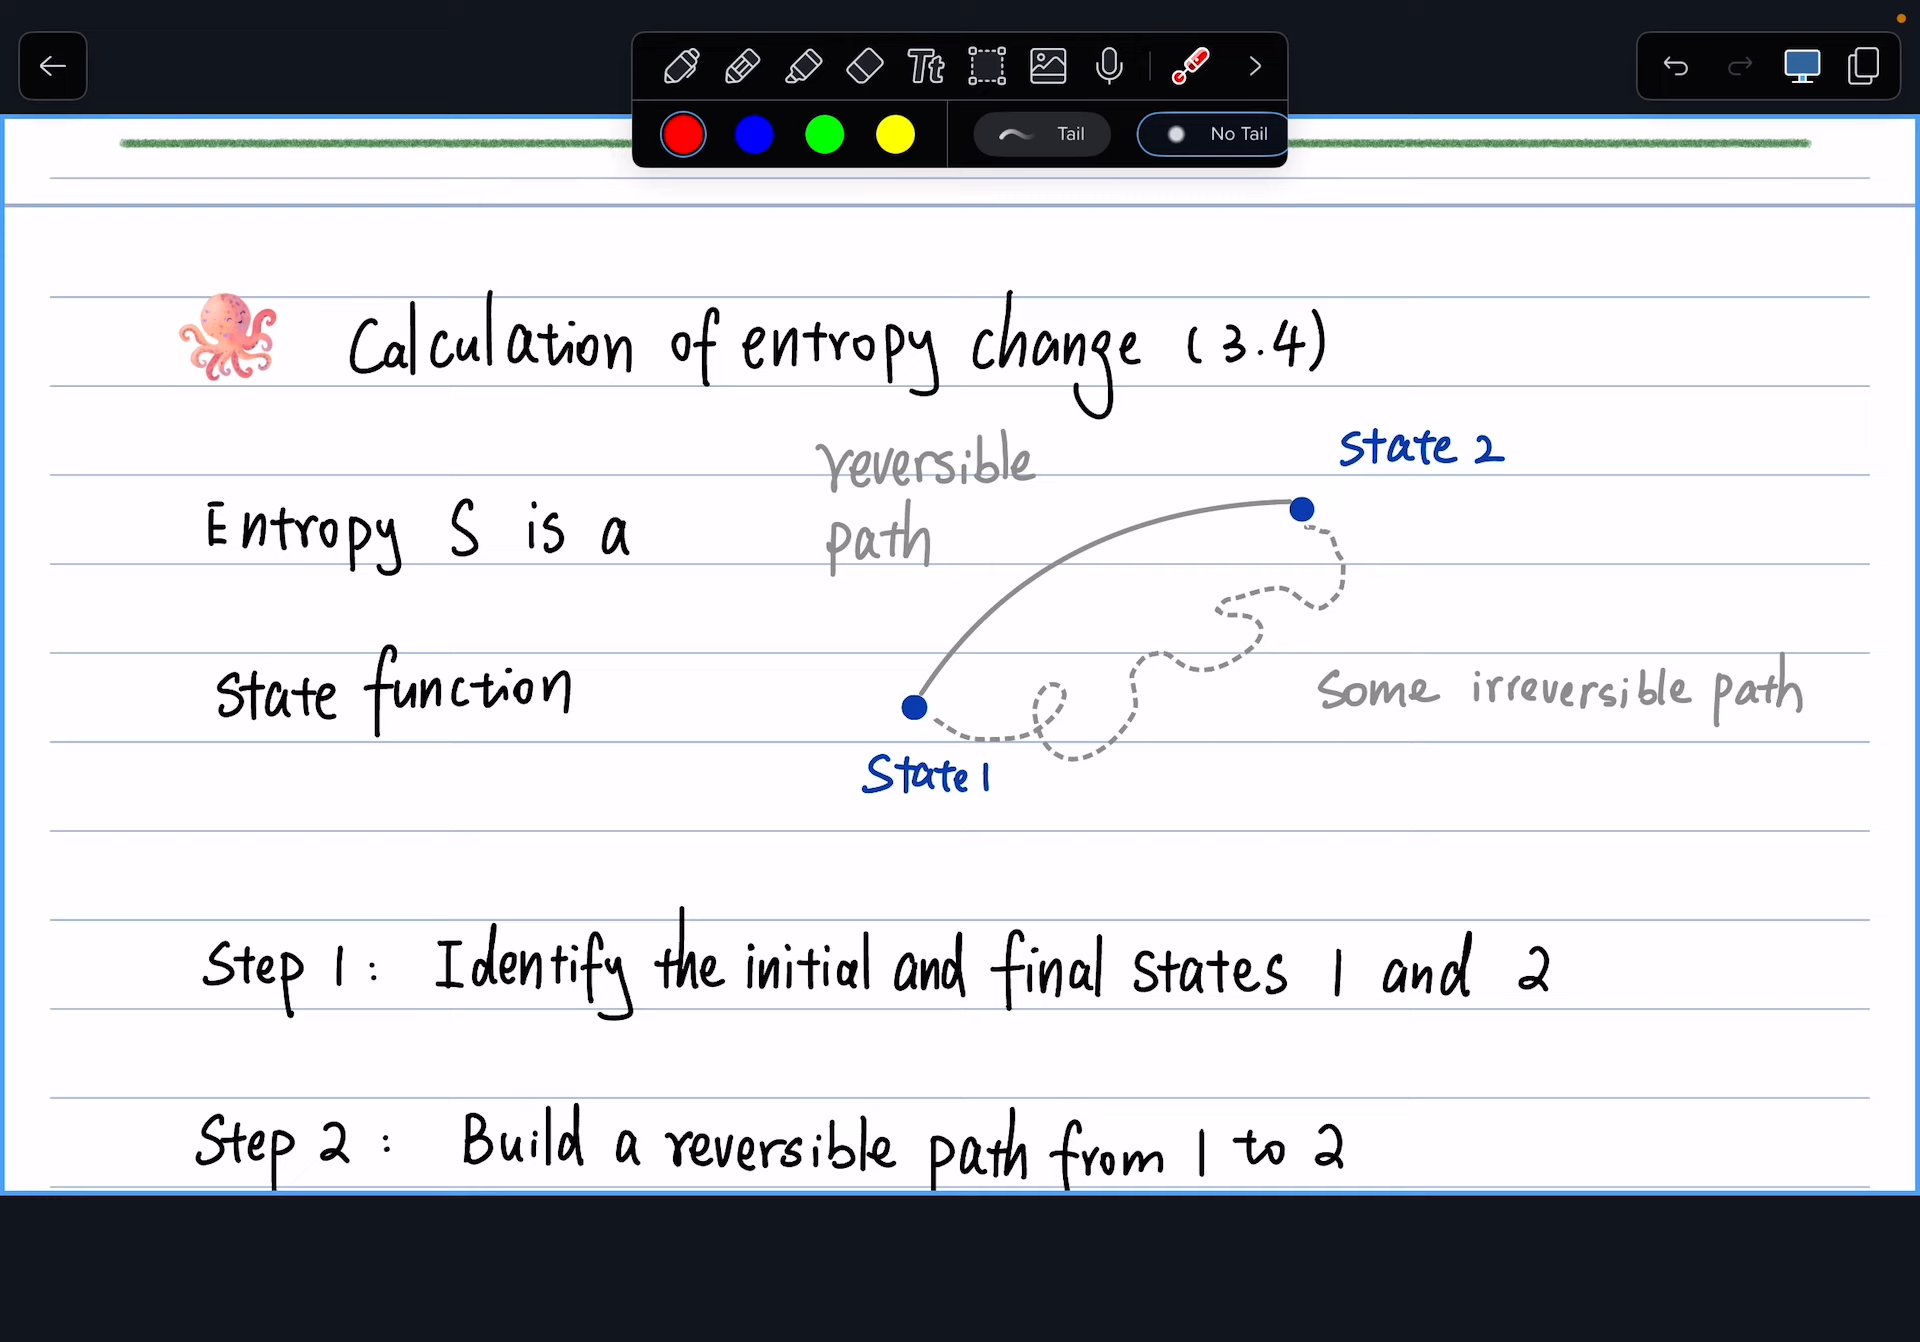 Tt
Tail
No Tail
Calculation of entropy change (3.4)
reversible
path
State 2
Entropy S is a
State function
some irreversible path
State 1
Step 1: Identify the initial and final states 1 and 2
Step 2: Build a reversible path from 1 to 2